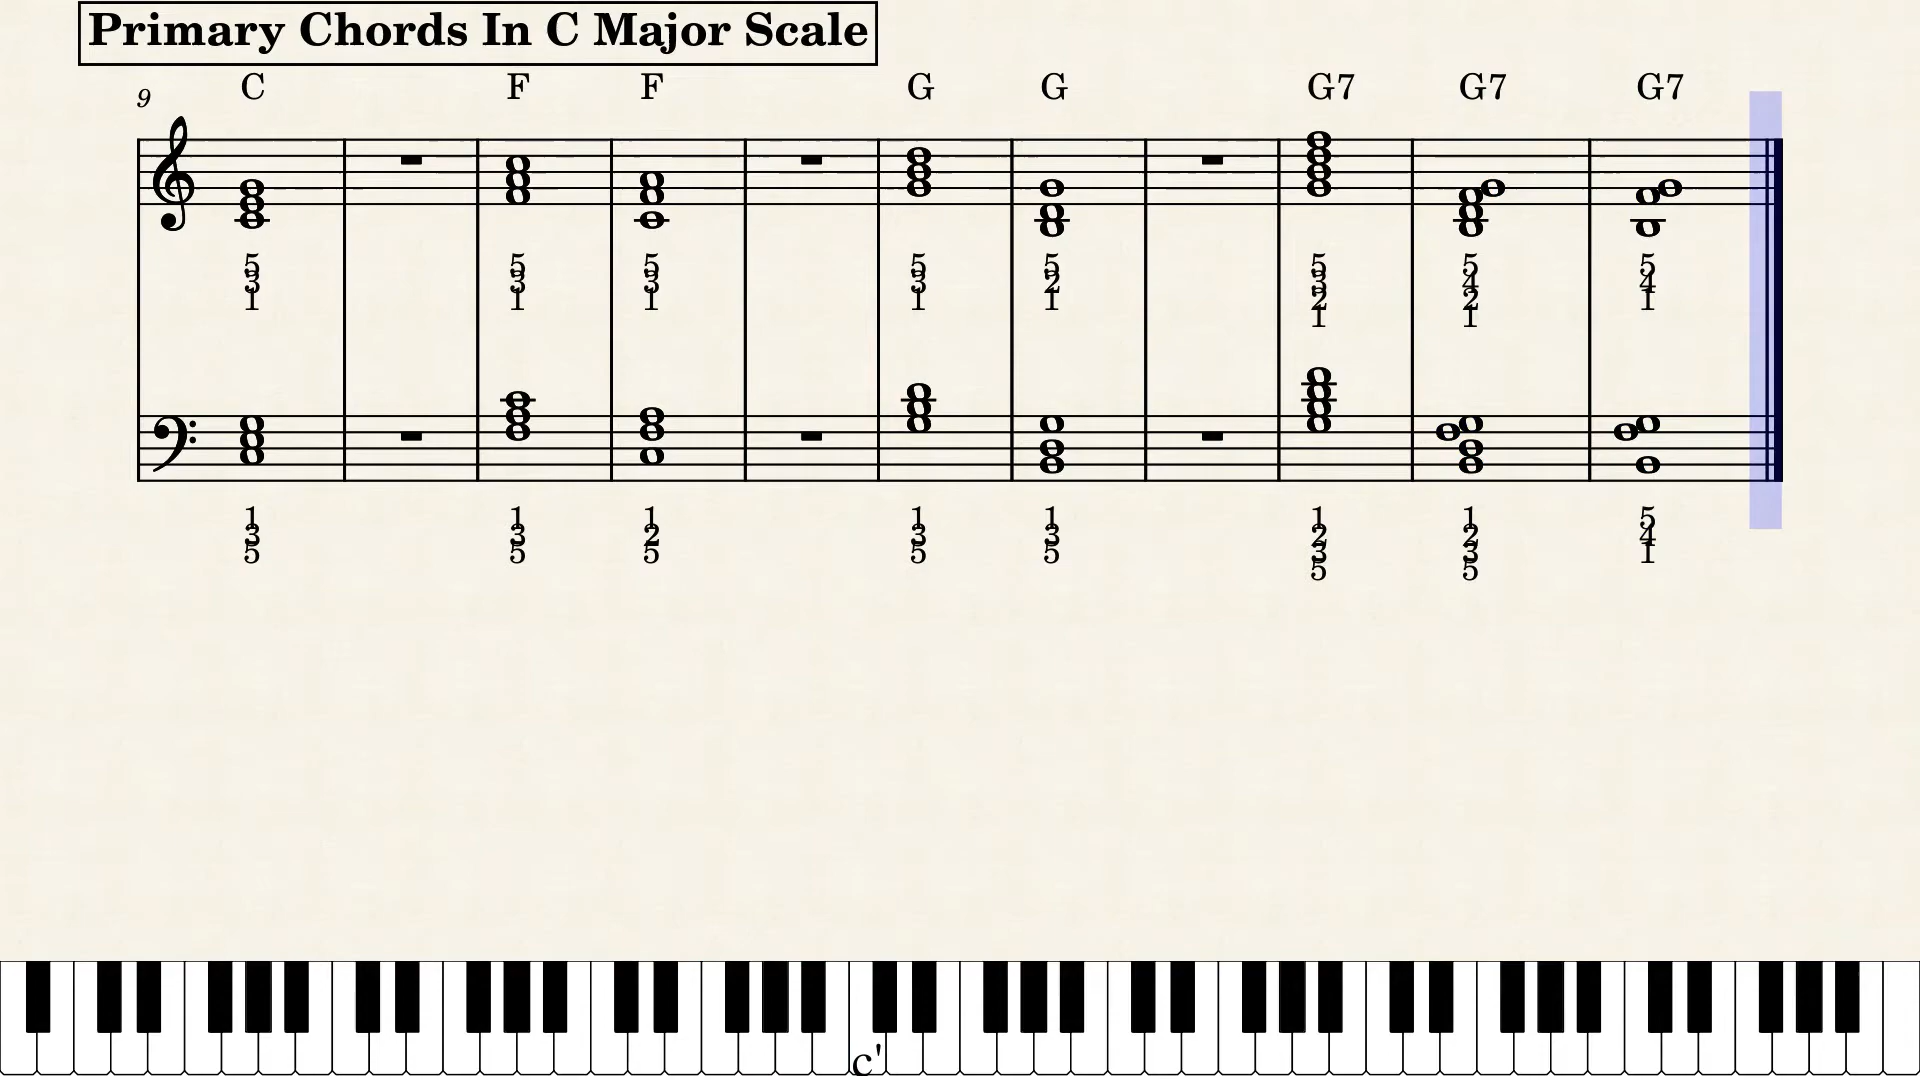 Primary Chords In C Major Scale
9 C F F G G G7 G7 G7
5 5 5 5 5 5 5 5
3 3 3 3 2 3 4 4
1 1 1 1 1 2 2 1
1 1
1 1 1 1 1 1 1 5
3 3 2 3 3 2 2 4
5 5 5 5 5 3 3 1
5 5
c'